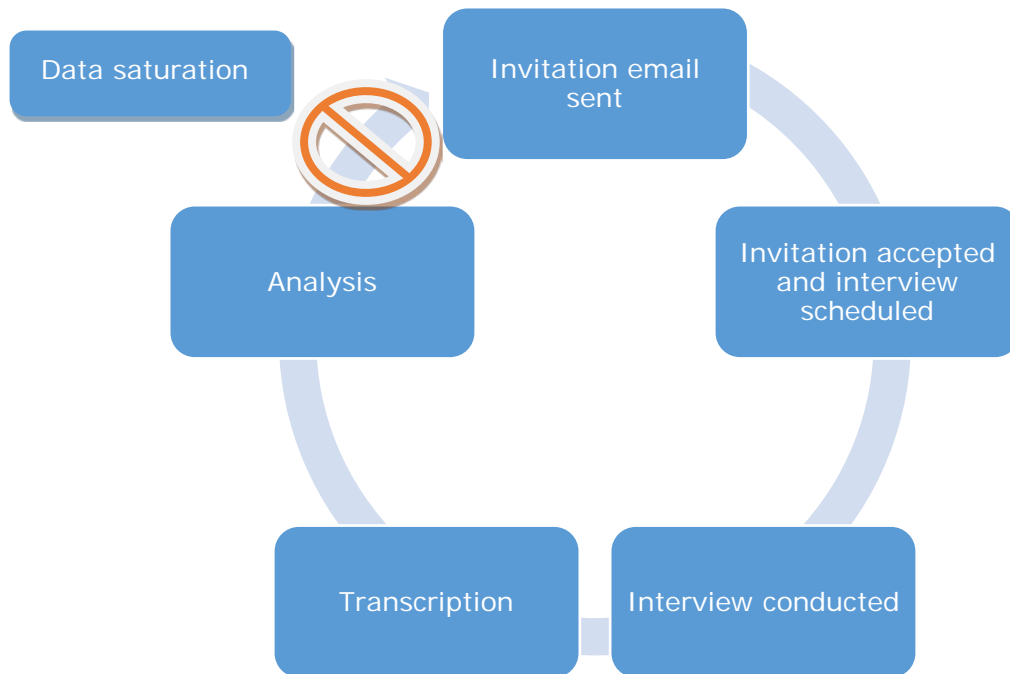 Data saturation
Invitation email
sent
Invitation accepted
and interview
scheduled
Analysis
Transcription
Interview conducted